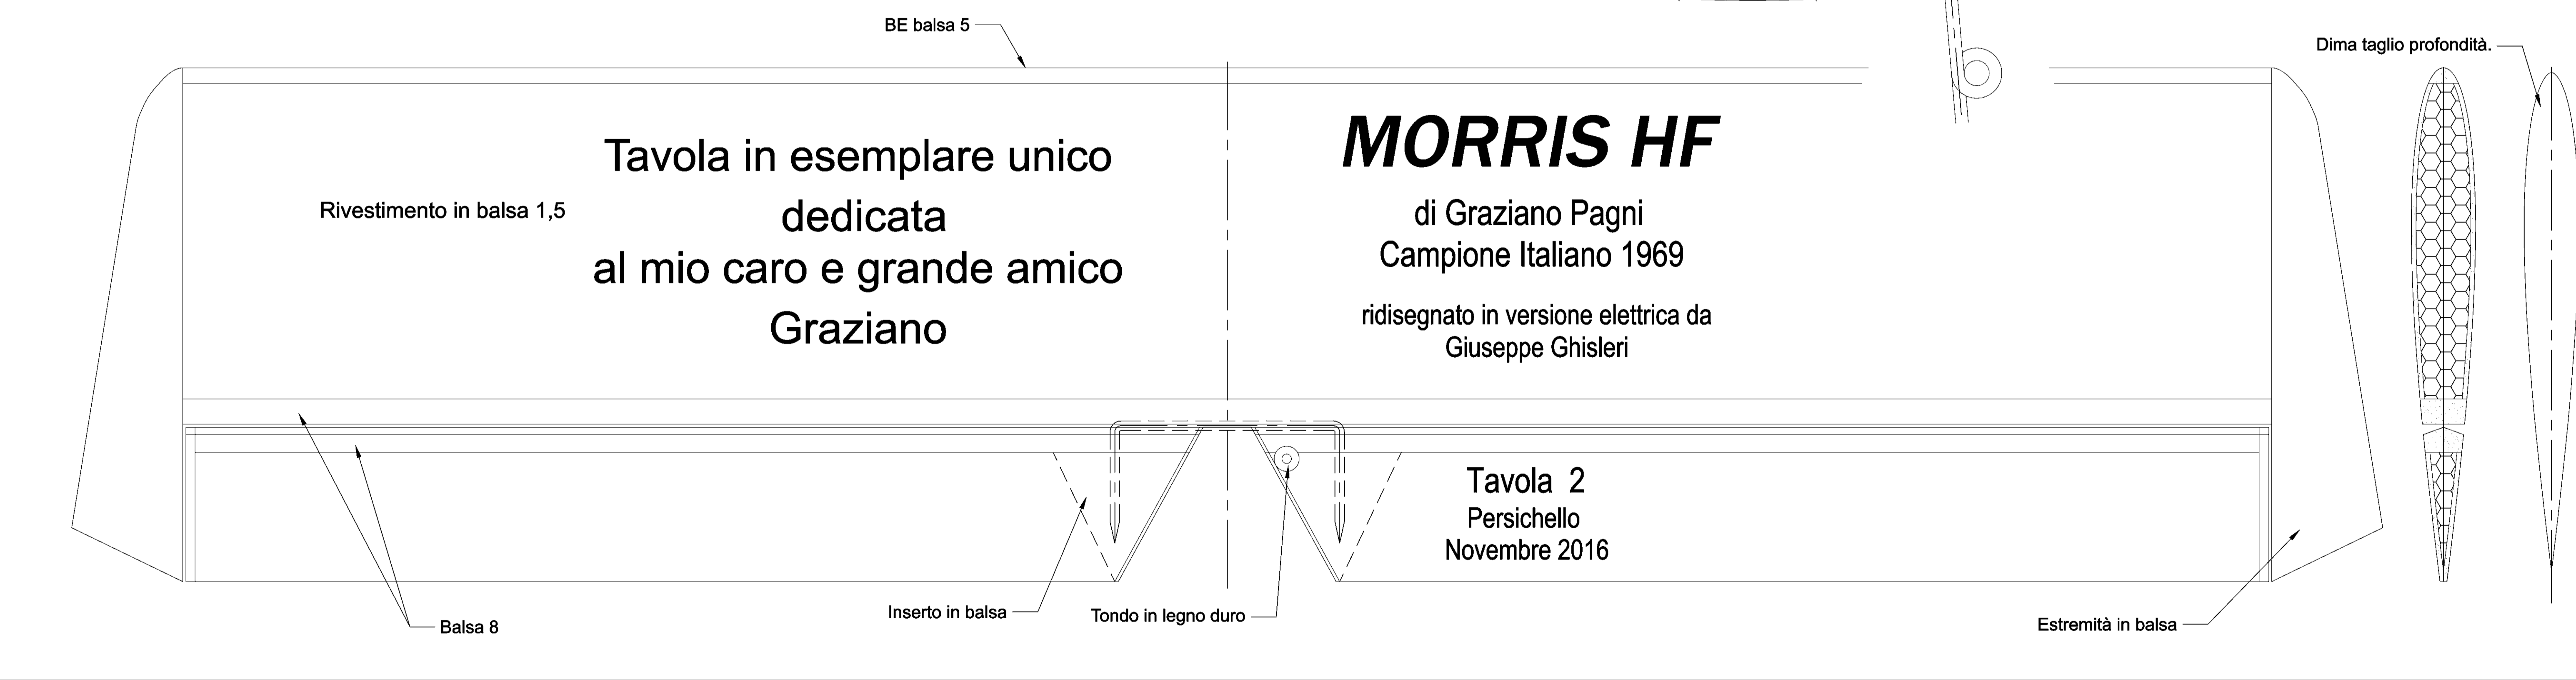 BE balsa 5
Dima taglio profondità.
Tavola in esemplare unico
dedicata
al mio caro e grande amico
Graziano
Rivestimento in balsa 1,5
MORRIS HF
di Graziano Pagni
Campione Italiano 1969
ridisegnato in versione elettrica da
Giuseppe Ghisleri
Tavola 2
Persichello
Novembre 2016
Balsa 8
Inserto in balsa
Tondo in legno duro
Estremità in balsa